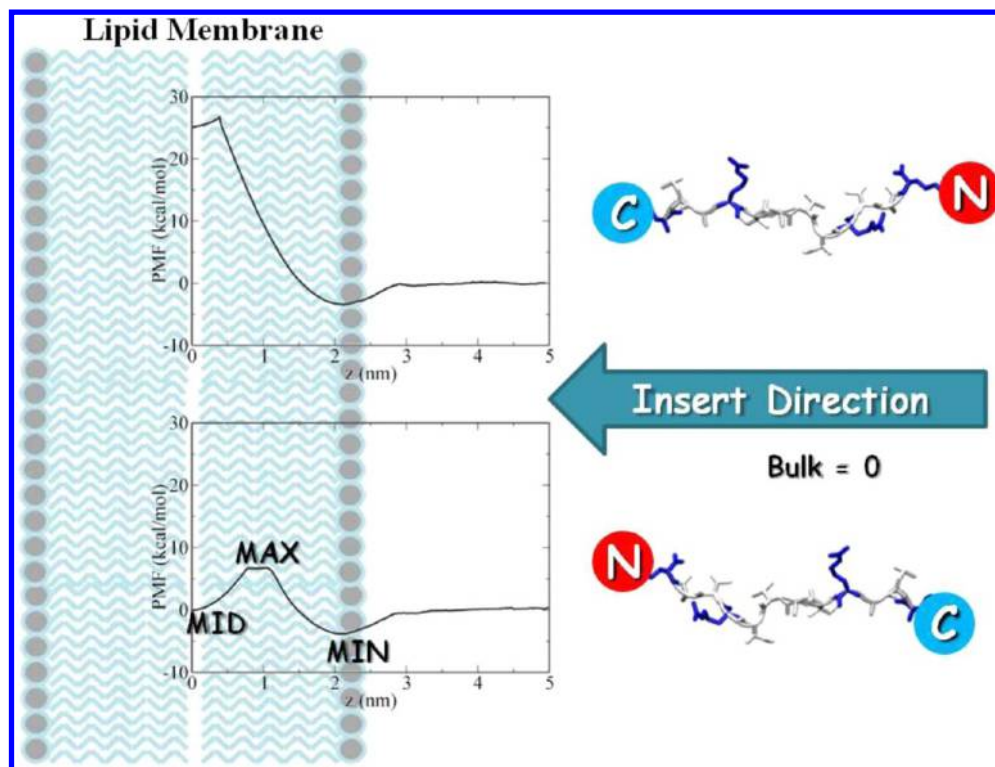 Lipid Membrane
30
20
10
0
-10
PMF (kcal/mol)
0 1 2 3 4 5
z (nm)
C
N
Insert Direction
Bulk = 0
30
20
10
0
-10
PMF (kcal/mol)
MAX
MID
MIN
0 1 2 3 4 5
z (nm)
N
C